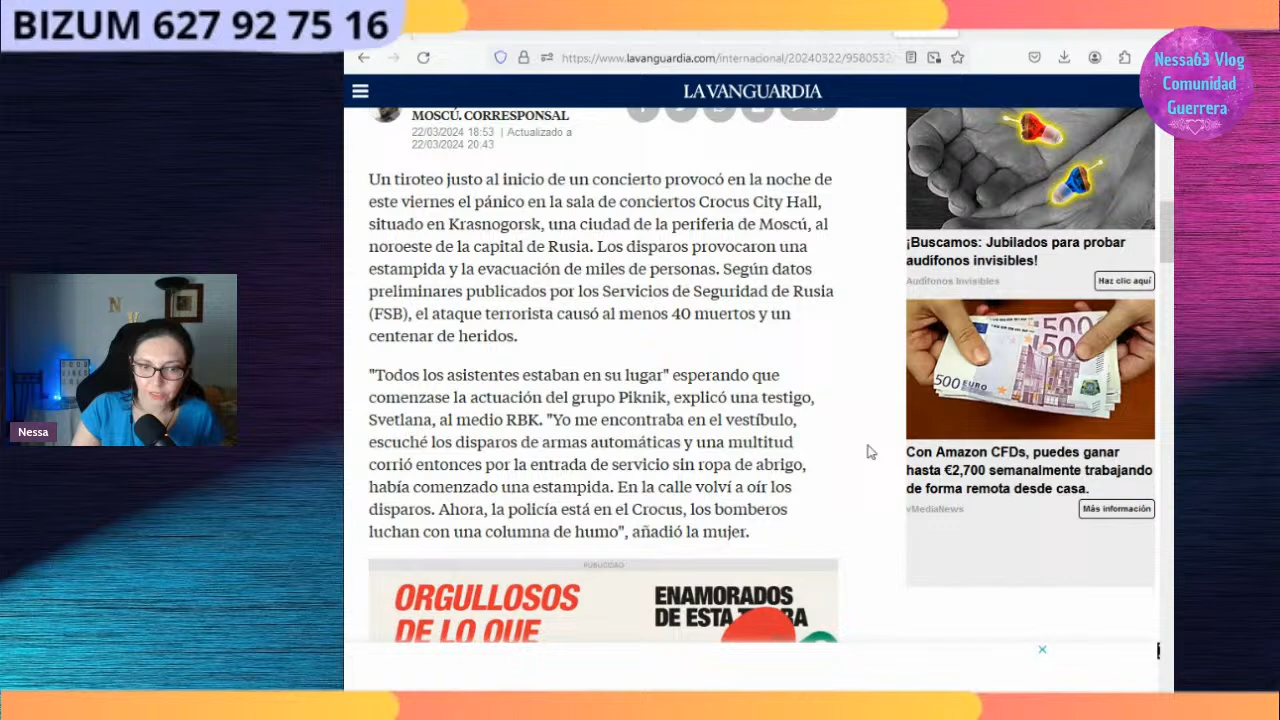 BIZUM 627 92 75 16
https://www.lavanguardia.com/internacional/20240322/9580532
Nessa63 Vlog
Comunidad
Guerrera
LA VANGUARDIA
MOSCÚ. CORRESPONSAL
22/03/2024 18:53 | Actualizado a
22/03/2024 20:43
Un tiroteo justo al inicio de un concierto provocó en la noche de
este viernes el pánico en la sala de conciertos Crocus City Hall,
situado en Krasnogorsk, una ciudad de la periferia de Moscú, al
noroeste de la capital de Rusia. Los disparos provocaron una
estampida y la evacuación de miles de personas. Según datos
preliminares publicados por los Servicios de Seguridad de Rusia
(FSB), el ataque terrorista causó al menos 40 muertos y un
centenar de heridos.
"Todos los asistentes estaban en su lugar" esperando que
comenzase la actuación del grupo Piknik, explicó una testigo,
Svetlana, al medio RBK. "Yo me encontraba en el vestíbulo,
escuché los disparos de armas automáticas y una multitud
corrió entonces por la entrada de servicio sin ropa de abrigo,
había comenzado una estampida. En la calle volví a oír los
disparos. Ahora, la policía está en el Crocus, los bomberos
luchan con una columna de humo", añadió la mujer.
PUBLICIDAD
ORGULLOSOS
DE LO QUE
ENAMORADOS
DE ESTA
¡Buscamos: Jubilados para probar
audífonos invisibles!
Audífonos Invisibles
Haz clic aquí
500 EURO
Con Amazon CFDs, puedes ganar
hasta €2,700 semanalmente trabajando
de forma remota desde casa.
vMediaNews
Más información
Nessa